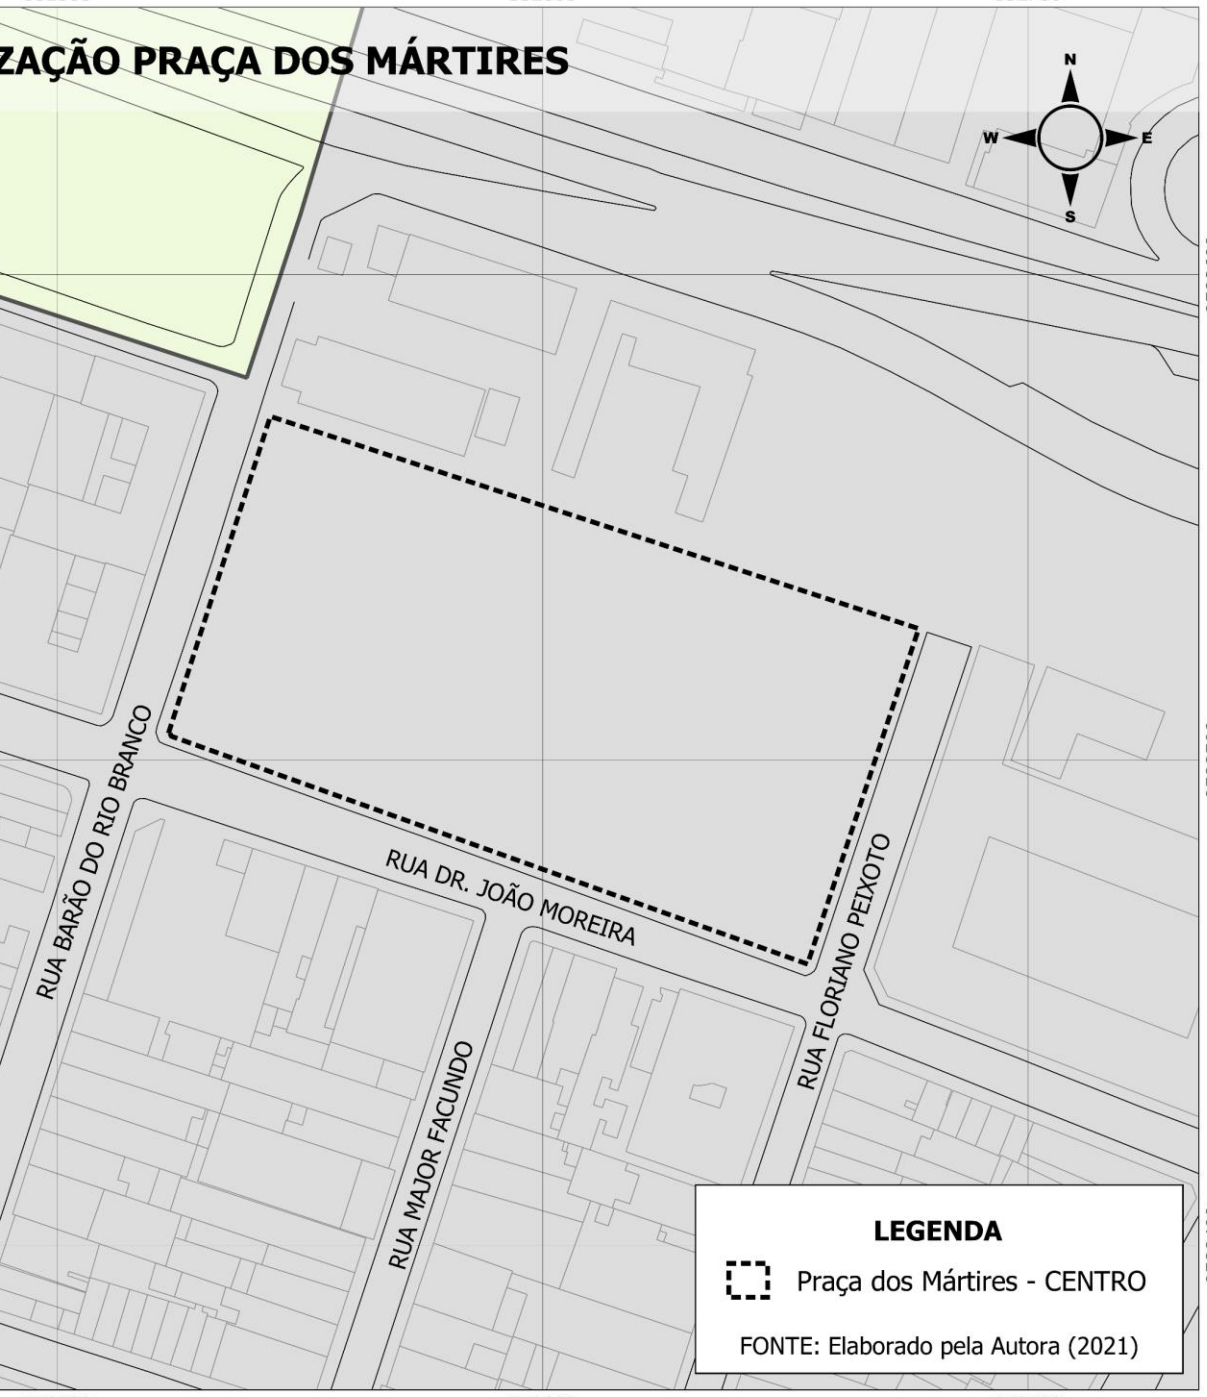 ZAÇÃO PRAÇA DOS MÁRTIRES
N
W
E
S
RUA BARÃO DO RIO BRANCO
RUA DR. JOÃO MOREIRA
RUA FLORIANO PEIXOTO
RUA MAJOR FACUNDO
LEGENDA
Praça dos Mártires - CENTRO
FONTE: Elaborado pela Autora (2021)